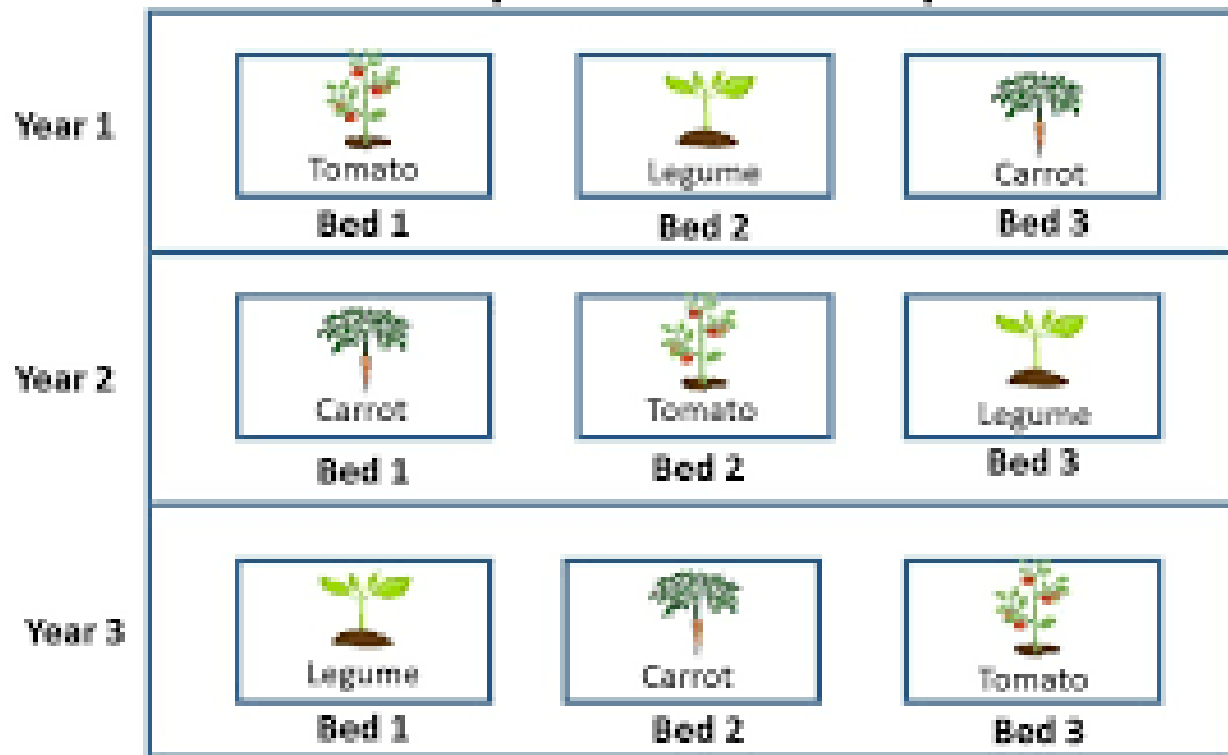 Year 1
Tomato Legume Carrot
Bed 1 Bed 2 Bed 3
Year 2
Carrot Tomato Legume
Bed 1 Bed 2 Bed 3
Year 3
Legume Carrot Tomato
Bed 1 Bed 2 Bed 3